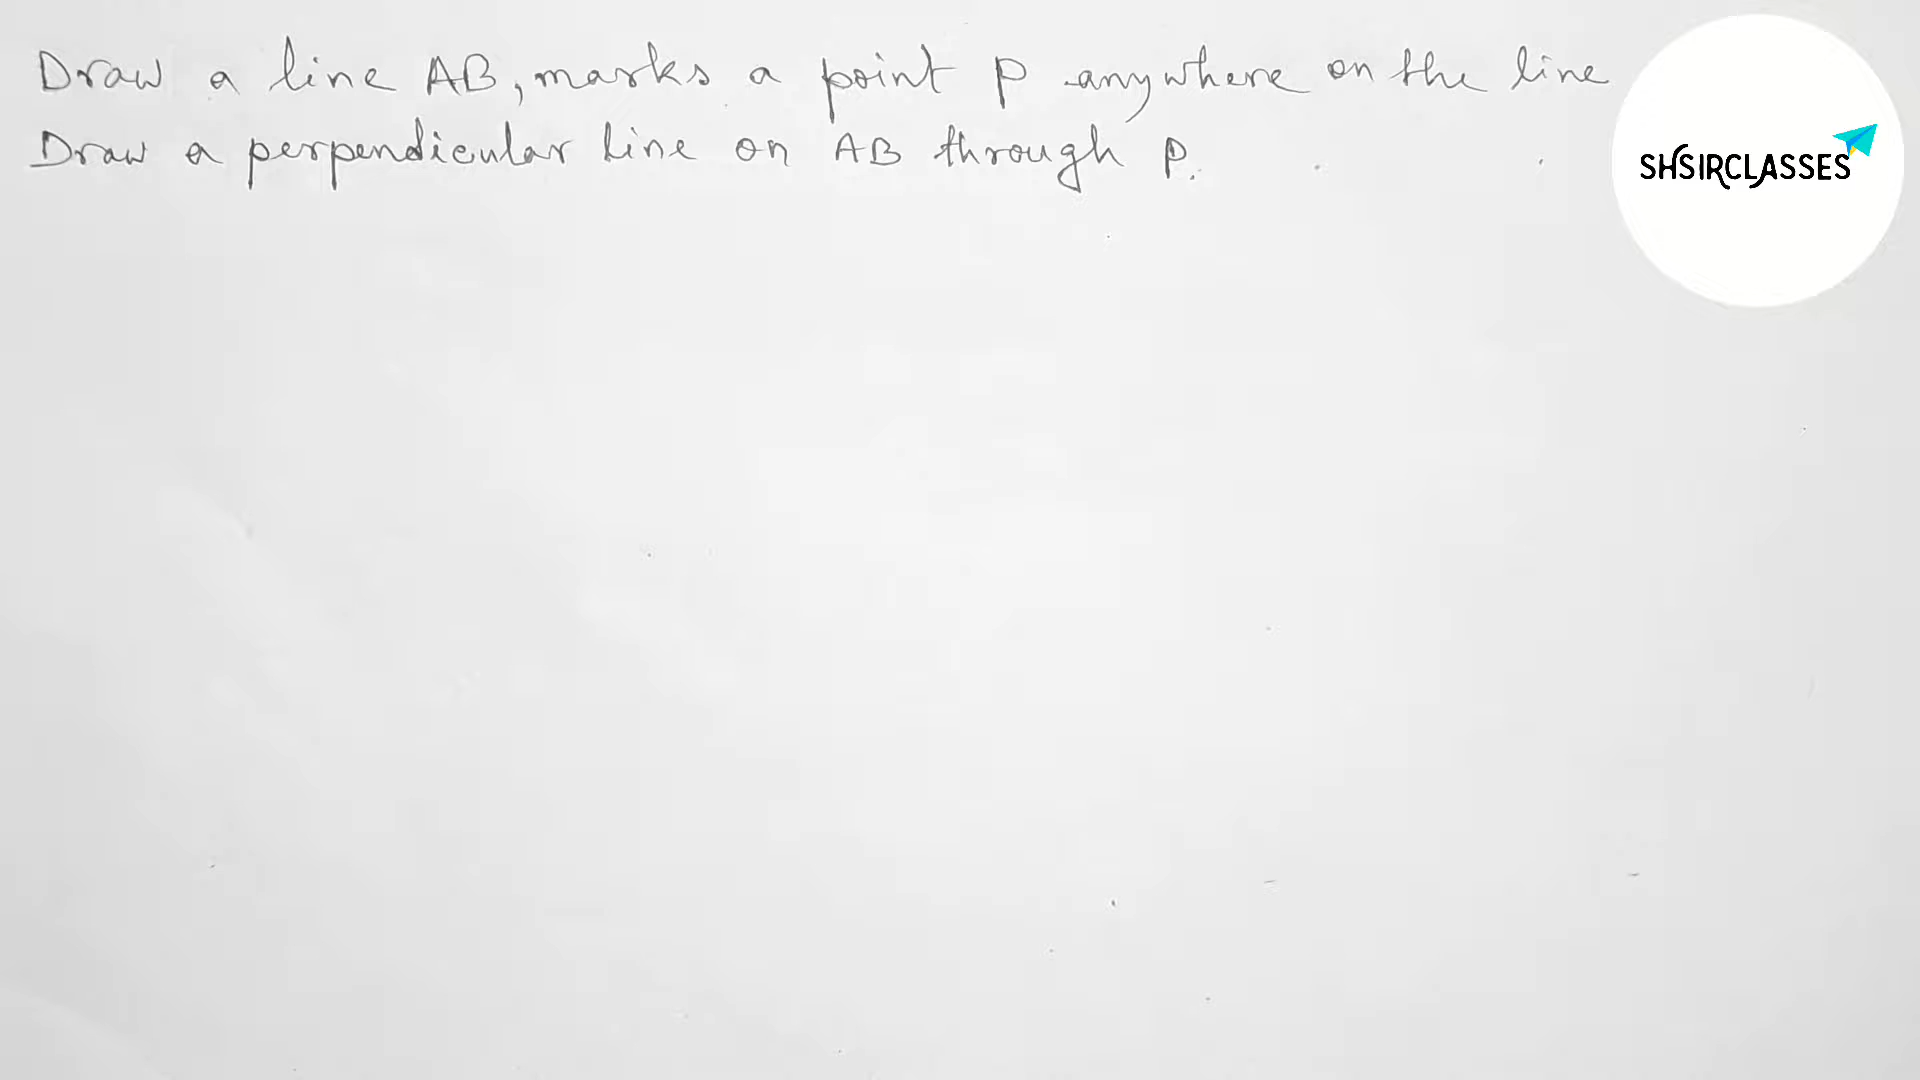 Draw a line AB, marks a point P anywhere on the line
Draw a perpendicular line on AB through P.
SHSIRCLASSES